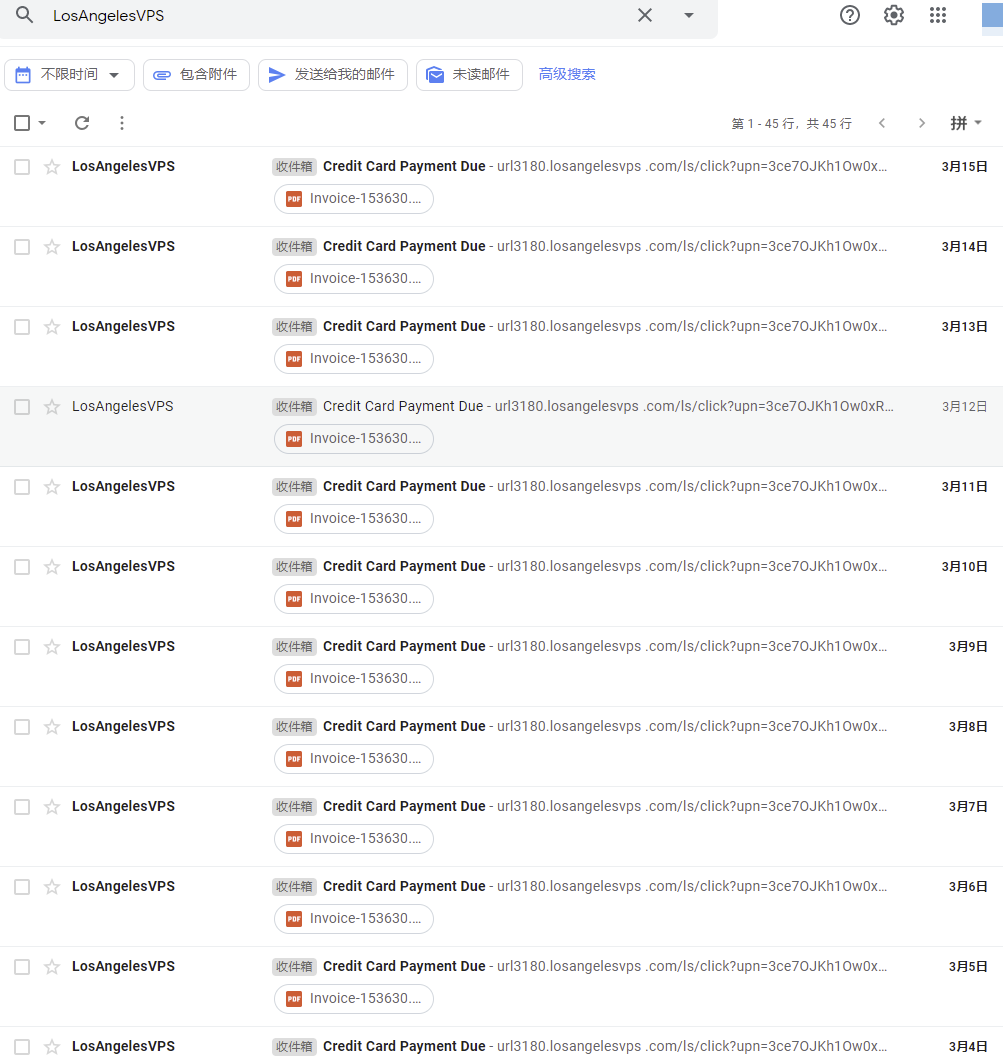 LosAngelesVPS
不限时间 包含附件 发送给我的邮件 未读邮件 高级搜索
第 1 - 45 行，共 45 行 拼
LosAngelesVPS 收件箱 Credit Card Payment Due - url3180.losangelesvps .com/ls/click?upn=3ce7OJKh1Ow0x... 3月15日
PDF Invoice-153630....
LosAngelesVPS 收件箱 Credit Card Payment Due - url3180.losangelesvps .com/ls/click?upn=3ce7OJKh1Ow0x... 3月14日
PDF Invoice-153630....
LosAngelesVPS 收件箱 Credit Card Payment Due - url3180.losangelesvps .com/ls/click?upn=3ce7OJKh1Ow0x... 3月13日
PDF Invoice-153630....
LosAngelesVPS 收件箱 Credit Card Payment Due - url3180.losangelesvps .com/ls/click?upn=3ce7OJKh1Ow0xR... 3月12日
PDF Invoice-153630....
LosAngelesVPS 收件箱 Credit Card Payment Due - url3180.losangelesvps .com/ls/click?upn=3ce7OJKh1Ow0x... 3月11日
PDF Invoice-153630....
LosAngelesVPS 收件箱 Credit Card Payment Due - url3180.losangelesvps .com/ls/click?upn=3ce7OJKh1Ow0x... 3月10日
PDF Invoice-153630....
LosAngelesVPS 收件箱 Credit Card Payment Due - url3180.losangelesvps .com/ls/click?upn=3ce7OJKh1Ow0x... 3月9日
PDF Invoice-153630....
LosAngelesVPS 收件箱 Credit Card Payment Due - url3180.losangelesvps .com/ls/click?upn=3ce7OJKh1Ow0x... 3月8日
PDF Invoice-153630....
LosAngelesVPS 收件箱 Credit Card Payment Due - url3180.losangelesvps .com/ls/click?upn=3ce7OJKh1Ow0x... 3月7日
PDF Invoice-153630....
LosAngelesVPS 收件箱 Credit Card Payment Due - url3180.losangelesvps .com/ls/click?upn=3ce7OJKh1Ow0x... 3月6日
PDF Invoice-153630....
LosAngelesVPS 收件箱 Credit Card Payment Due - url3180.losangelesvps .com/ls/click?upn=3ce7OJKh1Ow0x... 3月5日
PDF Invoice-153630....
LosAngelesVPS 收件箱 Credit Card Payment Due - url3180.losangelesvps .com/ls/click?upn=3ce7OJKh1Ow0x... 3月4日